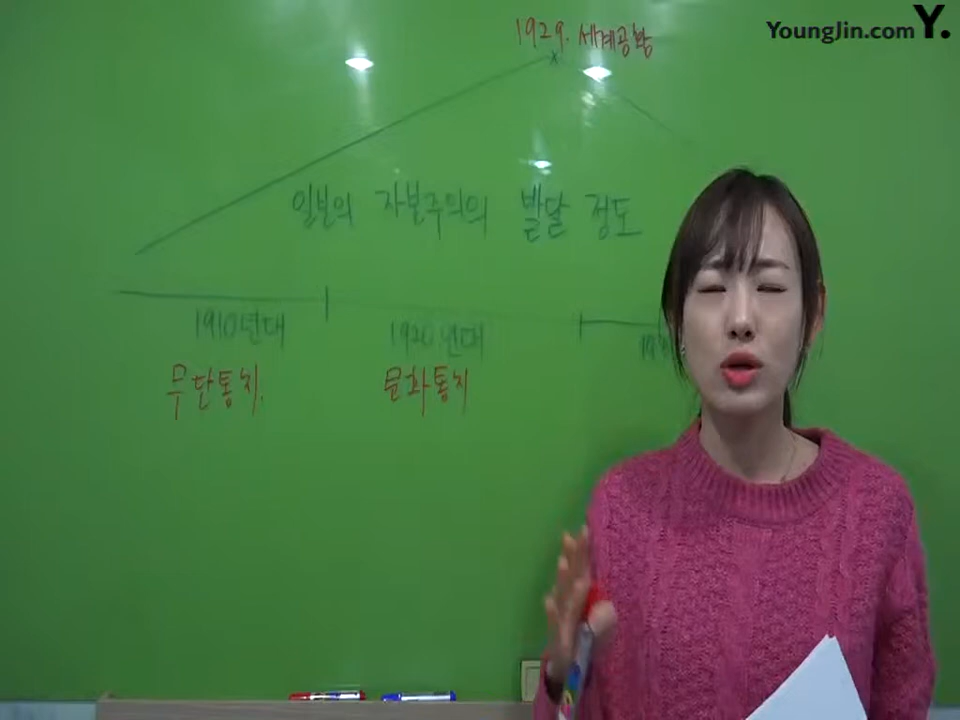 YoungJin.com Y.
1929. 세계공황
일본의 자본주의의 발달 정도
1910년대 1920년대
무단통치. 문화통치